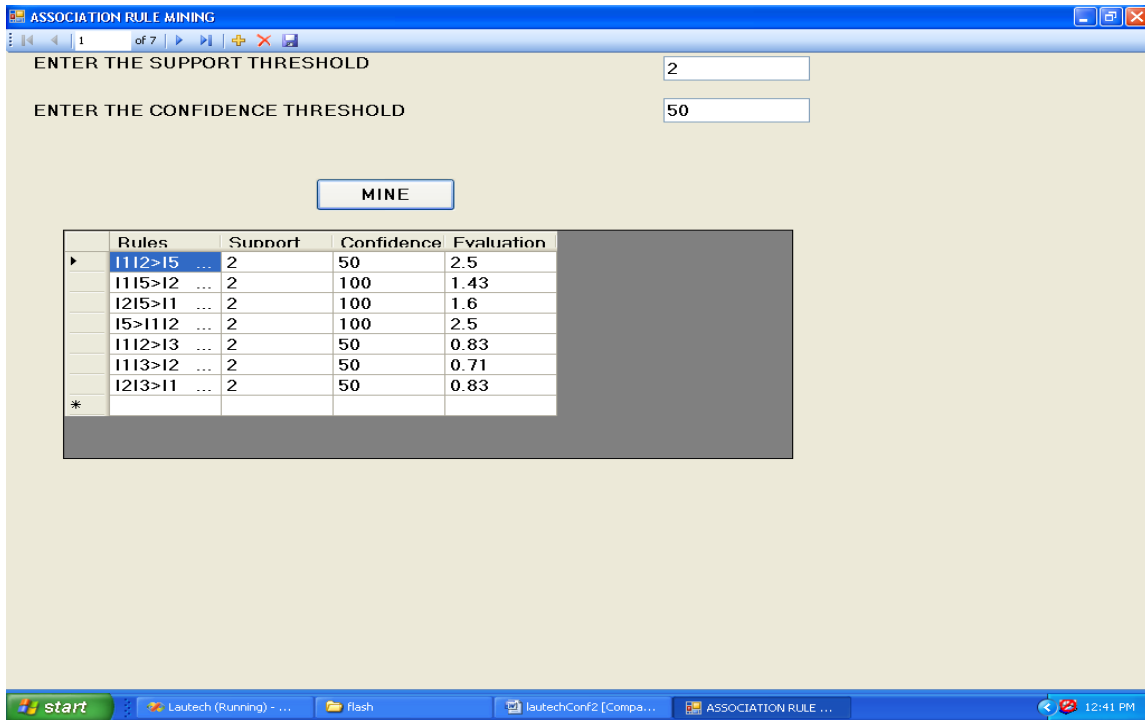 ASSOCIATION RULE MINING
1 of 7
ENTER THE SUPPORT THRESHOLD 2
ENTER THE CONFIDENCE THRESHOLD 50
MINE
Rules Support Confidence Evaluation
I1I2>I5 ... 2 50 2.5
I1I5>I2 ... 2 100 1.43
I2I5>I1 ... 2 100 1.6
I5>I1I2 ... 2 100 2.5
I1I2>I3 ... 2 50 0.83
I1I3>I2 ... 2 50 0.71
I2I3>I1 ... 2 50 0.83
*
start Lautech (Running) - ... flash lautechConf2 [Compa... ASSOCIATION RULE ... 12:41 PM